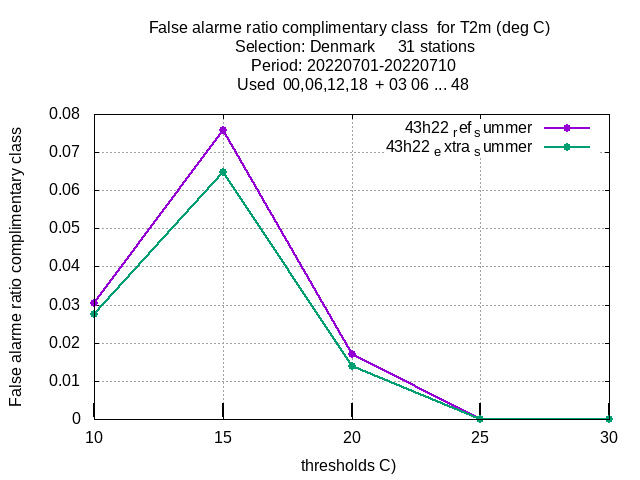 False alarme ratio complimentary class  for T2m (deg C)
Selection: Denmark     31 stations
Period: 20220701-20220710
Used  00,06,12,18  + 03 06 ... 48
43h22 ref summer
43h22 extra summer
False alarme ratio complimentary class
0.08
0.07
0.06
0.05
0.04
0.03
0.02
0.01
0
10 15 20 25 30
thresholds C)